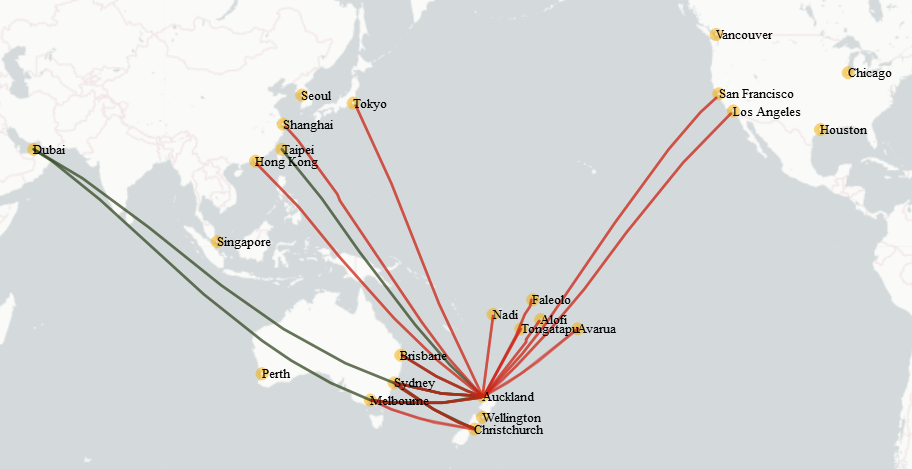 Vancouver
Chicago
Seoul
San Francisco
Tokyo
Los Angeles
Shanghai
Houston
Dubai
Taipei
Hong Kong
Singapore
Faleolo
Nadi
Alofi
Tongatapu
Avarua
Brisbane
Perth
Sydney
Auckland
Melbourne
Wellington
Christchurch